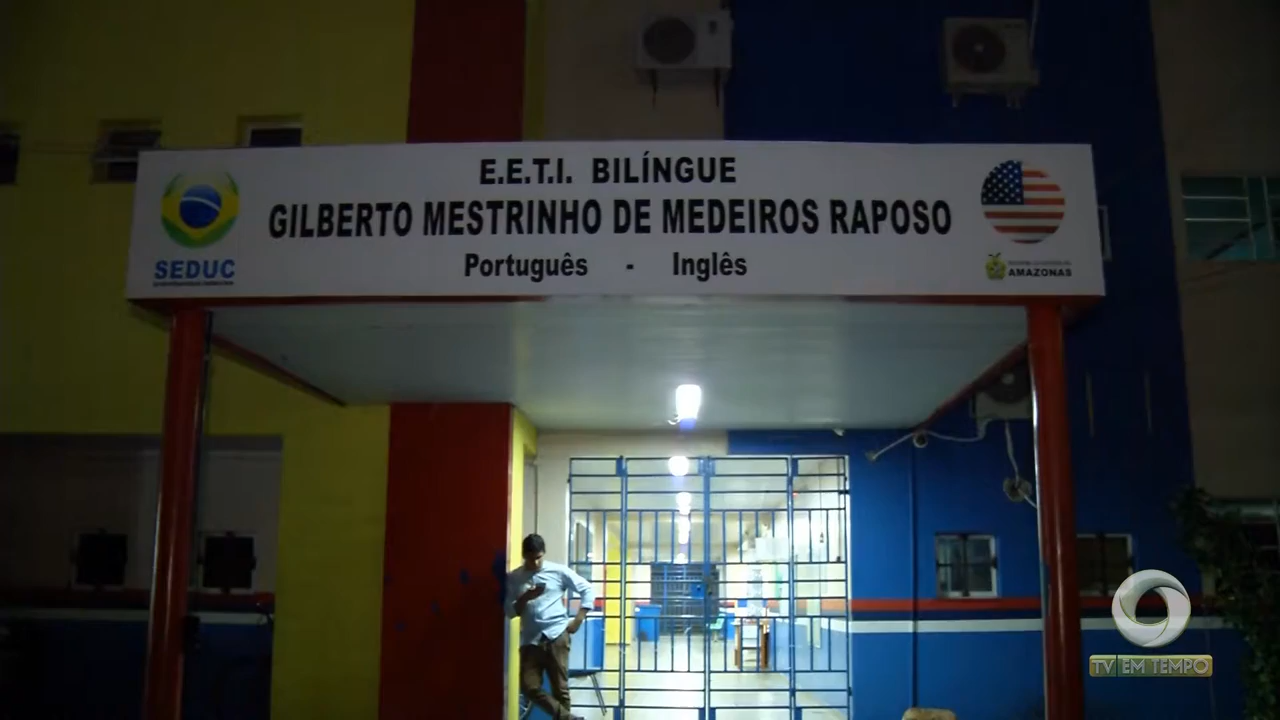 E.E.T.I. BILÍNGUE
GILBERTO MESTRINHO DE MEDEIROS RAPOSO
Português - Inglês
SEDUC
AMAZONAS
TV EM TEMPO